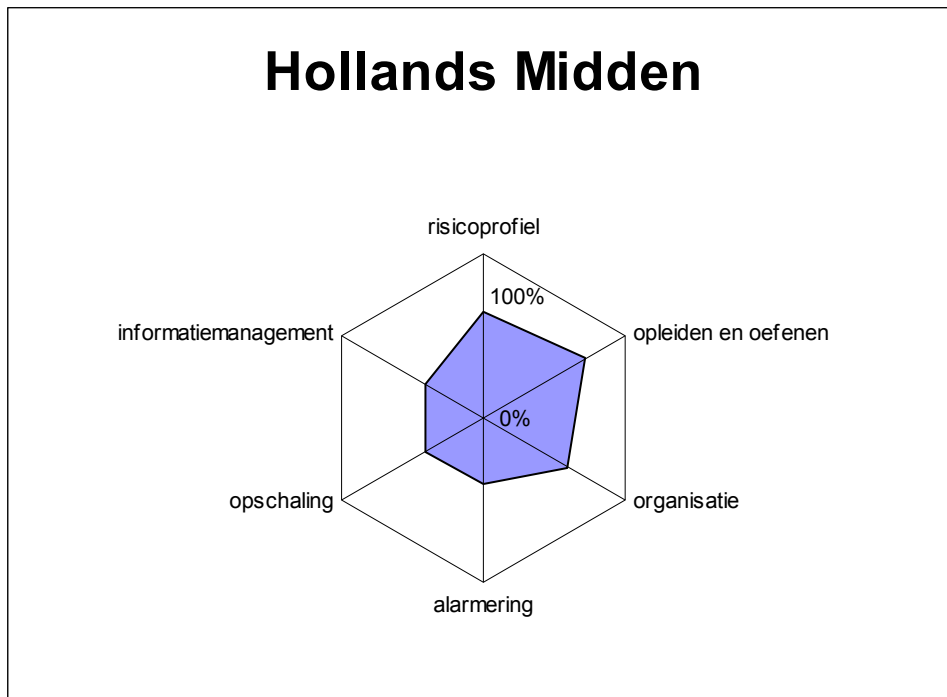 Hollands Midden
risicoprofiel
100%
informatiemanagement
opleiden en oefenen
0%
opschaling
organisatie
alarmering